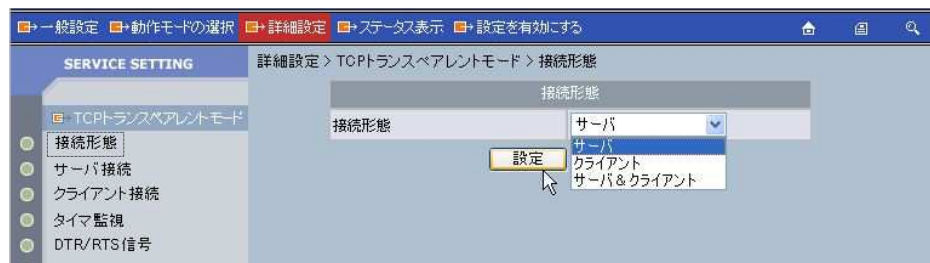 一般設定 動作モードの選択 詳細設定 ステータス表示 設定を有効にする
SERVICE SETTING
詳細設定 > TCPトランスペアレントモード > 接続形態
接続形態
TCPトランスペアレントモード
接続形態
サーバ接続
クライアント接続
タイマ監視
DTR/RTS信号
接続形態
サーバ
サーバ
クライアント
サーバ&クライアント
設定